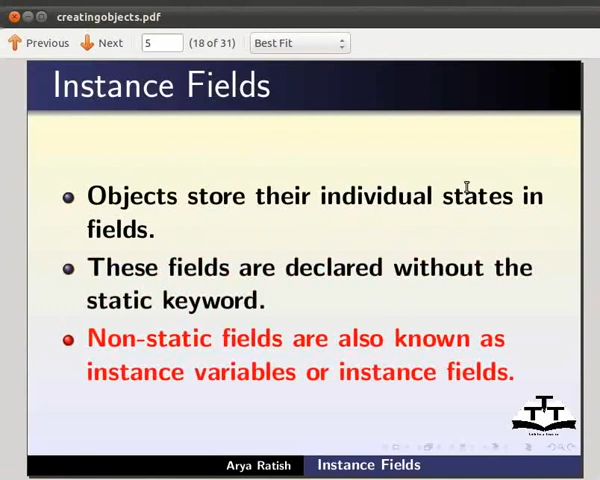 creatingobjects.pdf
Previous Next 5 (18 of 31) Best Fit
Instance Fields
Objects store their individual states in
fields.
These fields are declared without the
static keyword.
Non-static fields are also known as
instance variables or instance fields.
TTT
Arya Ratish Instance Fields